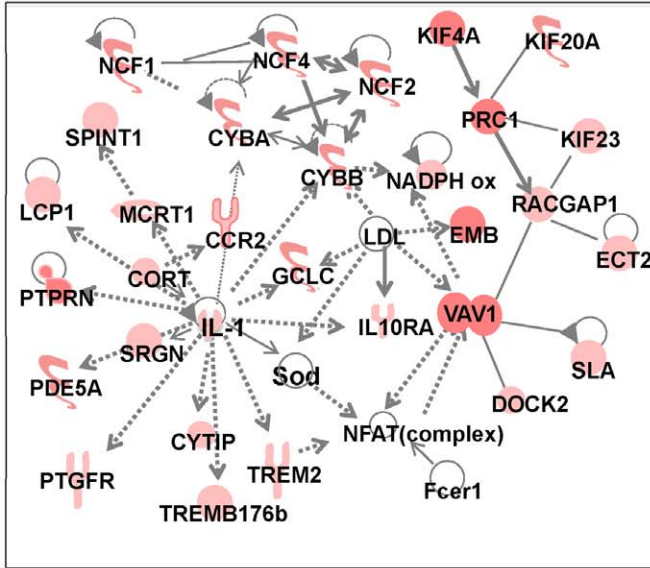 KIF4A
KIF20A
NCF1
NCF4
NCF2
PRC1
SPINT1
CYBA
KIF23
CYBB
NADPH ox
LCP1
MCRT1
RACGAP1
CCR2
LDL
EMB
ECT2
CORT
GCLC
PTPRN
IL-1
IL10RA
VAV1
SRGN
Sod
SLA
PDE5A
DOCK2
CYTIP
NFAT(complex)
PTGFR
TREM2
Fcer1
TREMB176b